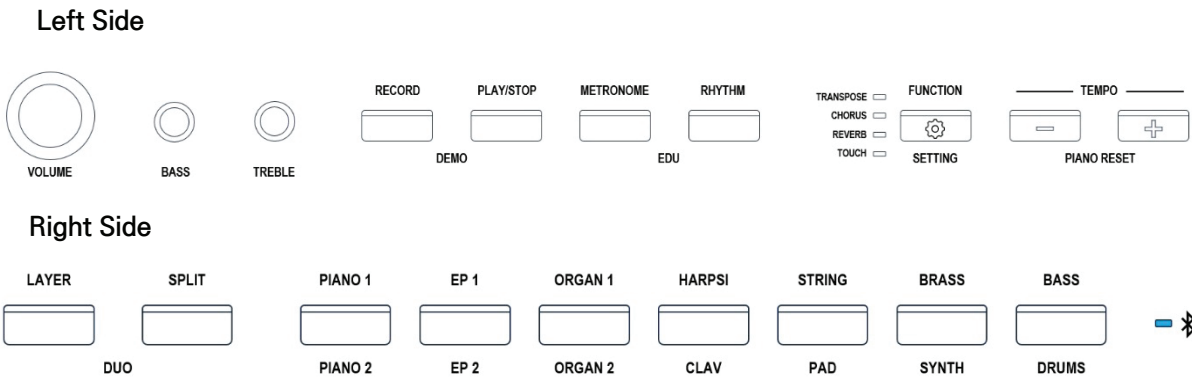 Left Side
RECORD PLAY/STOP METRONOME RHYTHM FUNCTION TEMPO
TRANSPOSE
CHORUS
REVERB
TOUCH
DEMO EDU SETTING PIANO RESET
VOLUME BASS TREBLE
Right Side
LAYER SPLIT PIANO 1 EP 1 ORGAN 1 HARPSI STRING BRASS BASS
DUO PIANO 2 EP 2 ORGAN 2 CLAV PAD SYNTH DRUMS